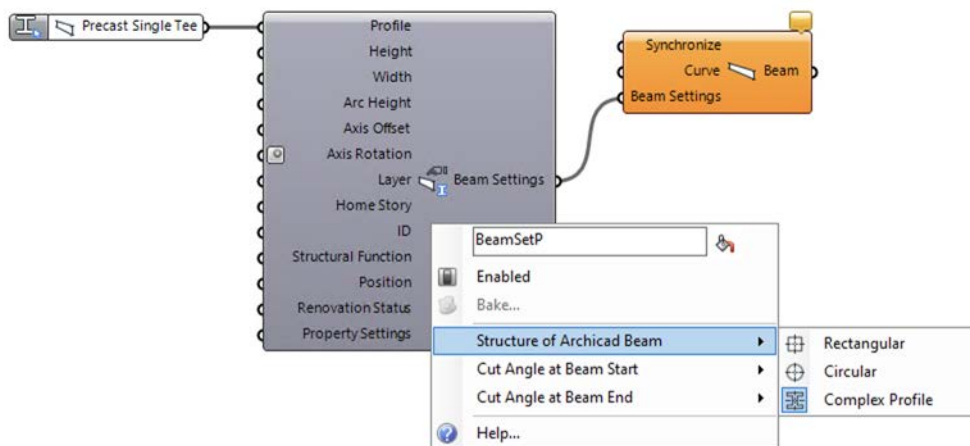 Precast Single Tee
Profile
Height
Width
Arc Height
Axis Offset
Axis Rotation
Layer
Beam Settings
Home Story
ID
Structural Function
Position
Renovation Status
Property Settings
Synchronize
Curve
Beam
Beam Settings
BeamSetP
Enabled
Bake...
Structure of Archicad Beam
Cut Angle at Beam Start
Cut Angle at Beam End
Help...
Rectangular
Circular
Complex Profile